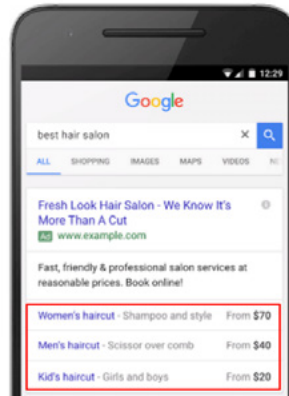 12:29
Google
best hair salon ×
ALL SHOPPING IMAGES MAPS VIDEOS
Fresh Look Hair Salon - We Know It's
More Than A Cut
Ad www.example.com
Fast, friendly & professional salon services at
reasonable prices. Book online!
Women's haircut - Shampoo and style From $70
Men's haircut - Scissor over comb From $40
Kid's haircut - Girls and boys From $20